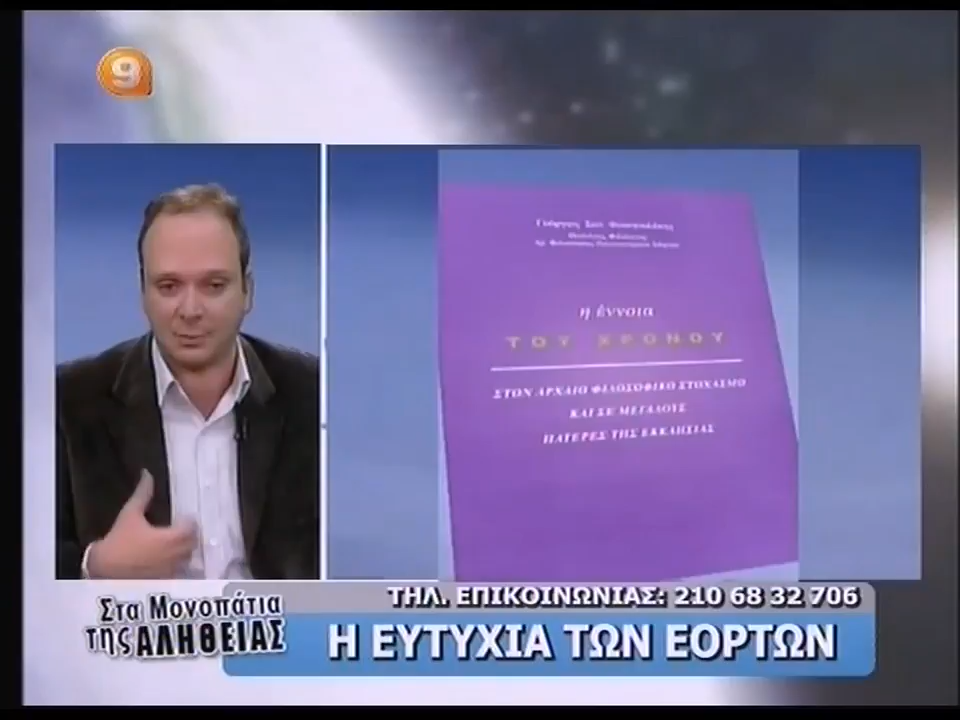 9
Γιώργος
η έννοια
ΤΟΥ ΧΡΟΝΟΥ
ΣΤΟΝ ΑΡΧΑΙΟ ΦΙΛΟΣΟΦΙΚΟ ΣΤΟΧΑΣΜΟ
ΚΑΙ ΣΕ ΜΕΓΑΛΟΥΣ
ΠΑΤΕΡΕΣ ΤΗΣ ΕΚΚΛΗΣΙΑΣ
ΤΗΛ. ΕΠΙΚΟΙΝΩΝΙΑΣ: 210 68 32 706
Στα Μονοπάτια
της ΑΛΗΘΕΙΑΣ
Η ΕΥΤΥΧΙΑ ΤΩΝ ΕΟΡΤΩΝ